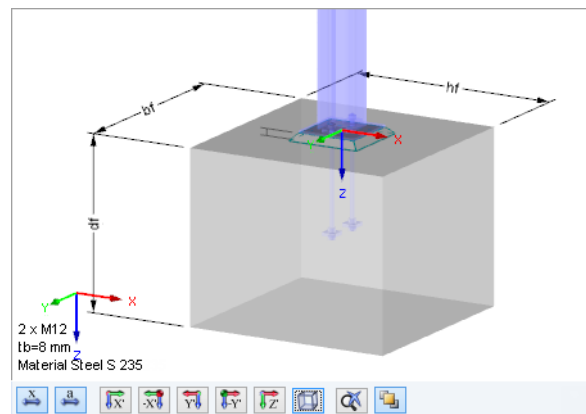 hf
bf
df
X
Y
Z
X
Y
Z
2 x M12
tb=8 mm
Material Steel S 235
x
a
X'
-X'
Y'
-Y'
Z'